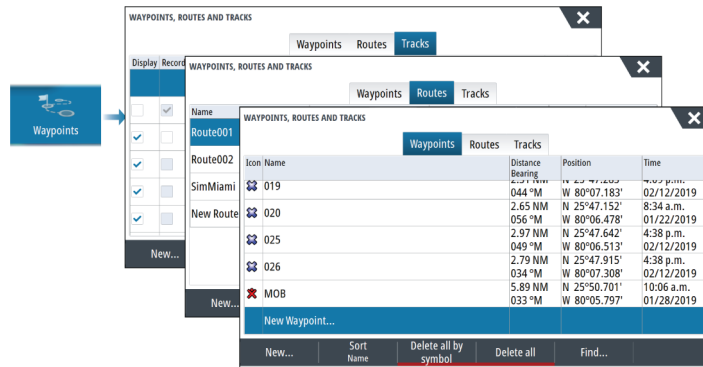 WAYPOINTS, ROUTES AND TRACKS
Waypoints Routes Tracks
Display Record
Waypoints
New...
WAYPOINTS, ROUTES AND TRACKS
Waypoints Routes Tracks
Name
Route001
Route002
SimMiami
New Route
New...
WAYPOINTS, ROUTES AND TRACKS
Waypoints Routes Tracks
Icon Name Distance Position Time
Bearing
019
044 °M W 80°07.183' 02/12/2019
020 2.65 NM N 25°47.152' 8:34 a.m.
056 °M W 80°06.478' 01/22/2019
025 2.97 NM N 25°47.642' 4:38 p.m.
049 °M W 80°06.513' 02/12/2019
026 2.79 NM N 25°47.915' 4:38 p.m.
034 °M W 80°07.308' 02/12/2019
MOB 5.89 NM N 25°50.701' 10:06 a.m.
033 °M W 80°05.797' 01/28/2019
New Waypoint...
New... Sort Delete all by Delete all Find...
Name symbol